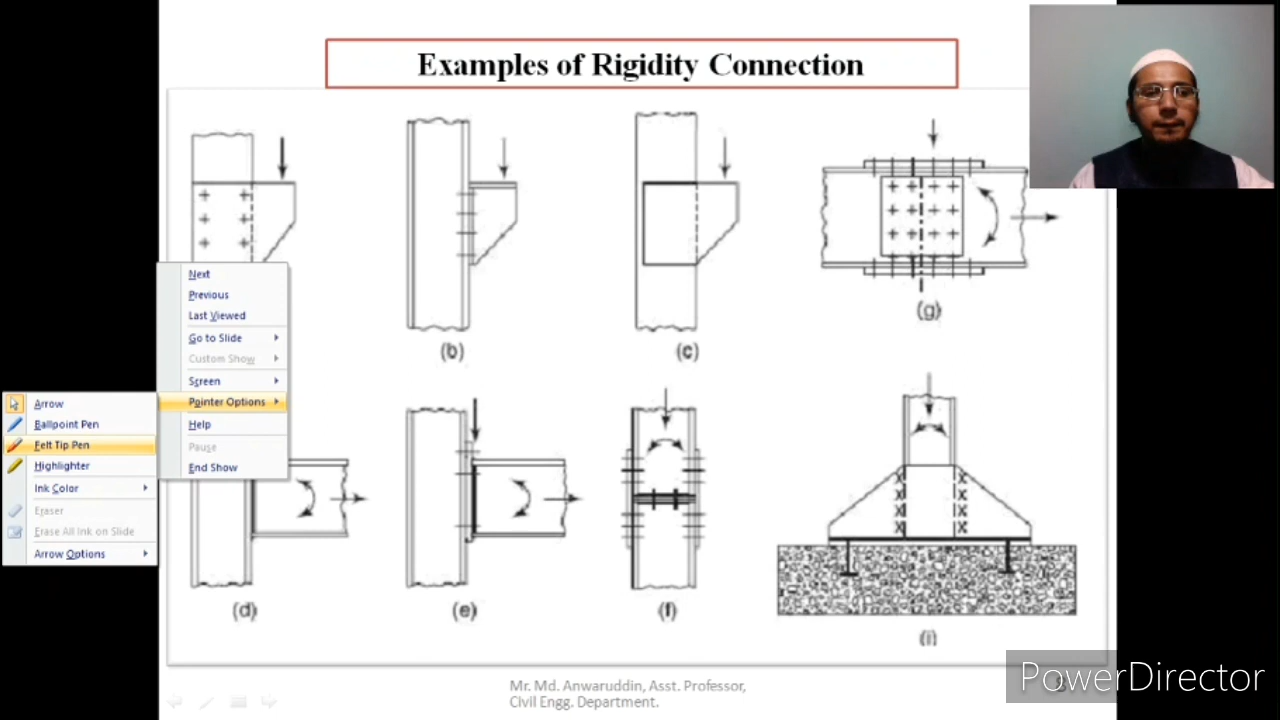 Examples of Rigidity Connection
(g)
(b)
(c)
Next
Previous
Last Viewed
Go to Slide
Custom Show
Screen
Pointer Options
Help
Pause
End Show
Arrow
Ballpoint Pen
Felt Tip Pen
Highlighter
Ink Color
Eraser
Erase All Ink on Slide
Arrow Options
X X
X X
X X
X X
(d)
(e)
(f)
(i)
Mr. Md. Anwaruddin, Asst. Professor,
Civil Engg. Department.
PowerDirector